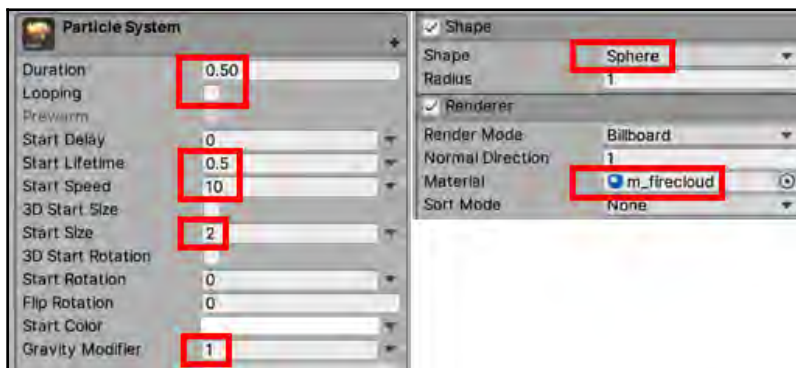 Particle System
Duration 0.50
Looping
Prewarm
Start Delay 0
Start Lifetime 0.5
Start Speed 10
3D Start Size
Start Size 2
3D Start Rotation
Start Rotation 0
Flip Rotation 0
Start Color
Gravity Modifier 1
Shape
Shape Sphere
Radius 1
Renderer
Render Mode Billboard
Normal Direction 1
Material m_firecloud
Sort Mode None